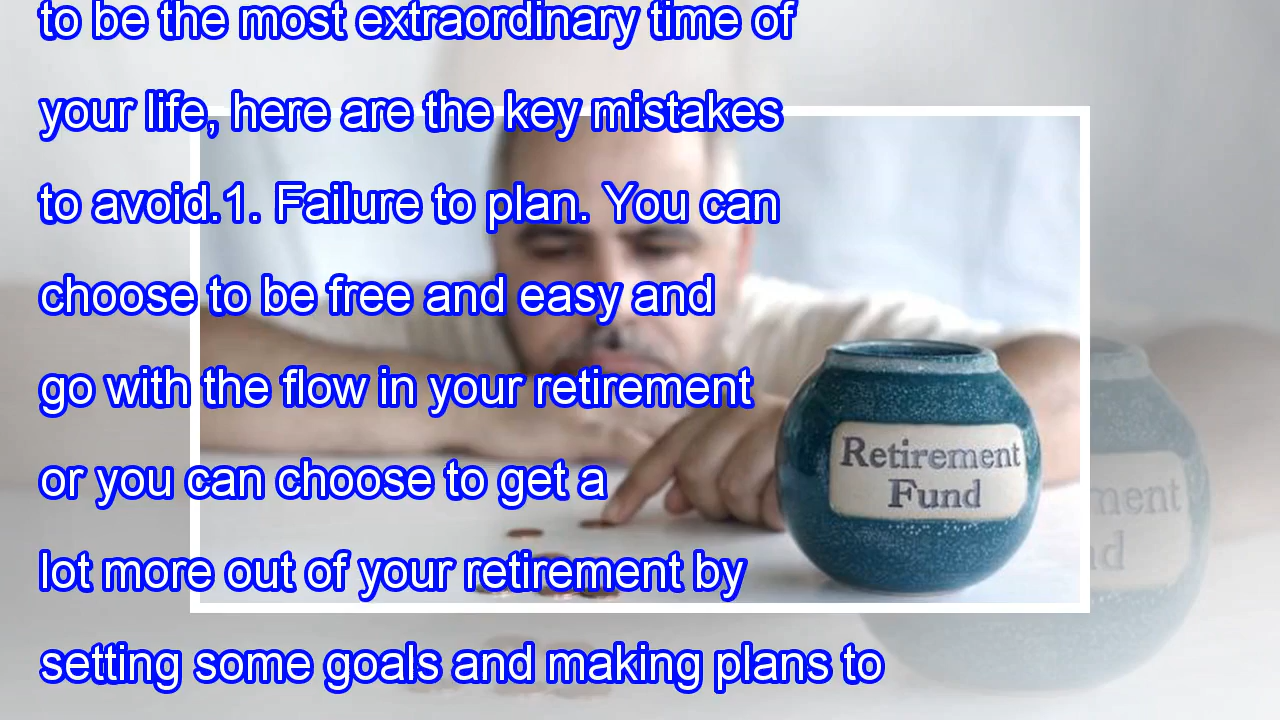 to be the most extraordinary time of
your life, here are the key mistakes
to avoid.1. Failure to plan. You can
choose to be free and easy and
go with the flow in your retirement
or you can choose to get a
lot more out of your retirement by
setting some goals and making plans to
Retirement
Fund
ment
nd